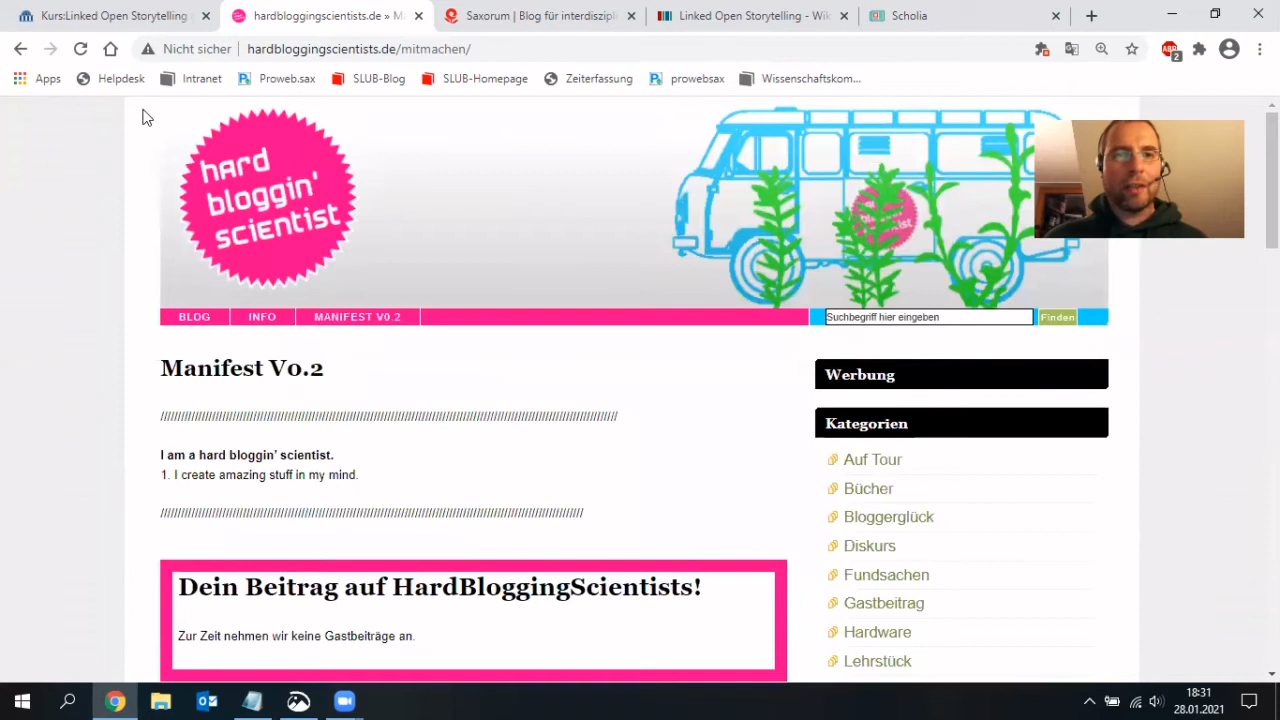 Kurs:Linked Open Storytelling
hardbloggingscientists.de » M
Saxorum | Blog für interdiszipl
Linked Open Storytelling - Wik
Scholia
Nicht sicher
hardbloggingscientists.de/mitmachen/
ABP
2
Apps
Helpdesk
Intranet
Proweb.sax
SLUB-Blog
SLUB-Homepage
Zeiterfassung
prowebsax
Wissenschaftskom...
hard
bloggin'
scientist
BLOG
INFO
MANIFEST V0.2
Suchbegriff hier eingeben
Finden
Manifest V0.2
Werbung
////////////////////////////////////////////////////////////////////////////////////////////////////////////////////////////////////
Kategorien
I am a hard bloggin' scientist.
1. I create amazing stuff in my mind.
//////////////////////////////////////////////////////////////////////////////////////////////////////////////////////////
Auf Tour
Bücher
Bloggerglück
Diskurs
Fundsachen
Gastbeitrag
Hardware
Lehrstück
Dein Beitrag auf HardBloggingScientists!
Zur Zeit nehmen wir keine Gastbeiträge an.
18:31
28.01.2021